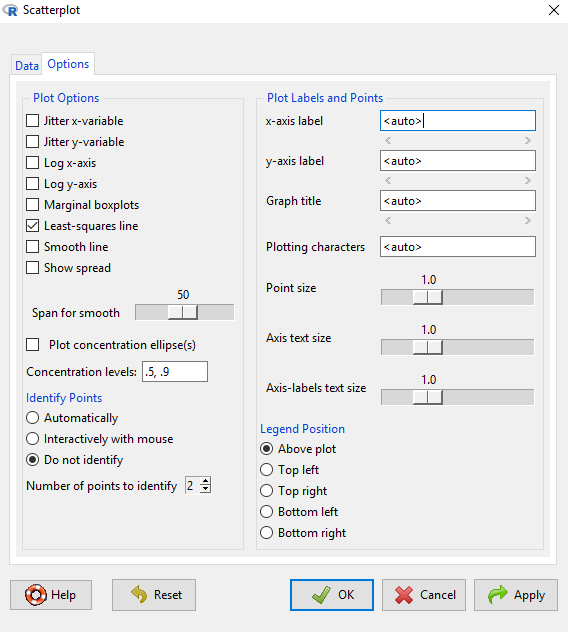 Scatterplot
Data
Options
Plot Options
Jitter x-variable
Jitter y-variable
Log x-axis
Log y-axis
Marginal boxplots
Least-squares line
Smooth line
Show spread
50
Span for smooth
Plot concentration ellipse(s)
Concentration levels: .5, .9
Identify Points
Automatically
Interactively with mouse
Do not identify
Number of points to identify 2
Plot Labels and Points
x-axis label <auto>
y-axis label <auto>
Graph title <auto>
Plotting characters <auto>
1.0
Point size
1.0
Axis text size
1.0
Axis-labels text size
Legend Position
Above plot
Top left
Top right
Bottom left
Bottom right
Help
Reset
OK
Cancel
Apply